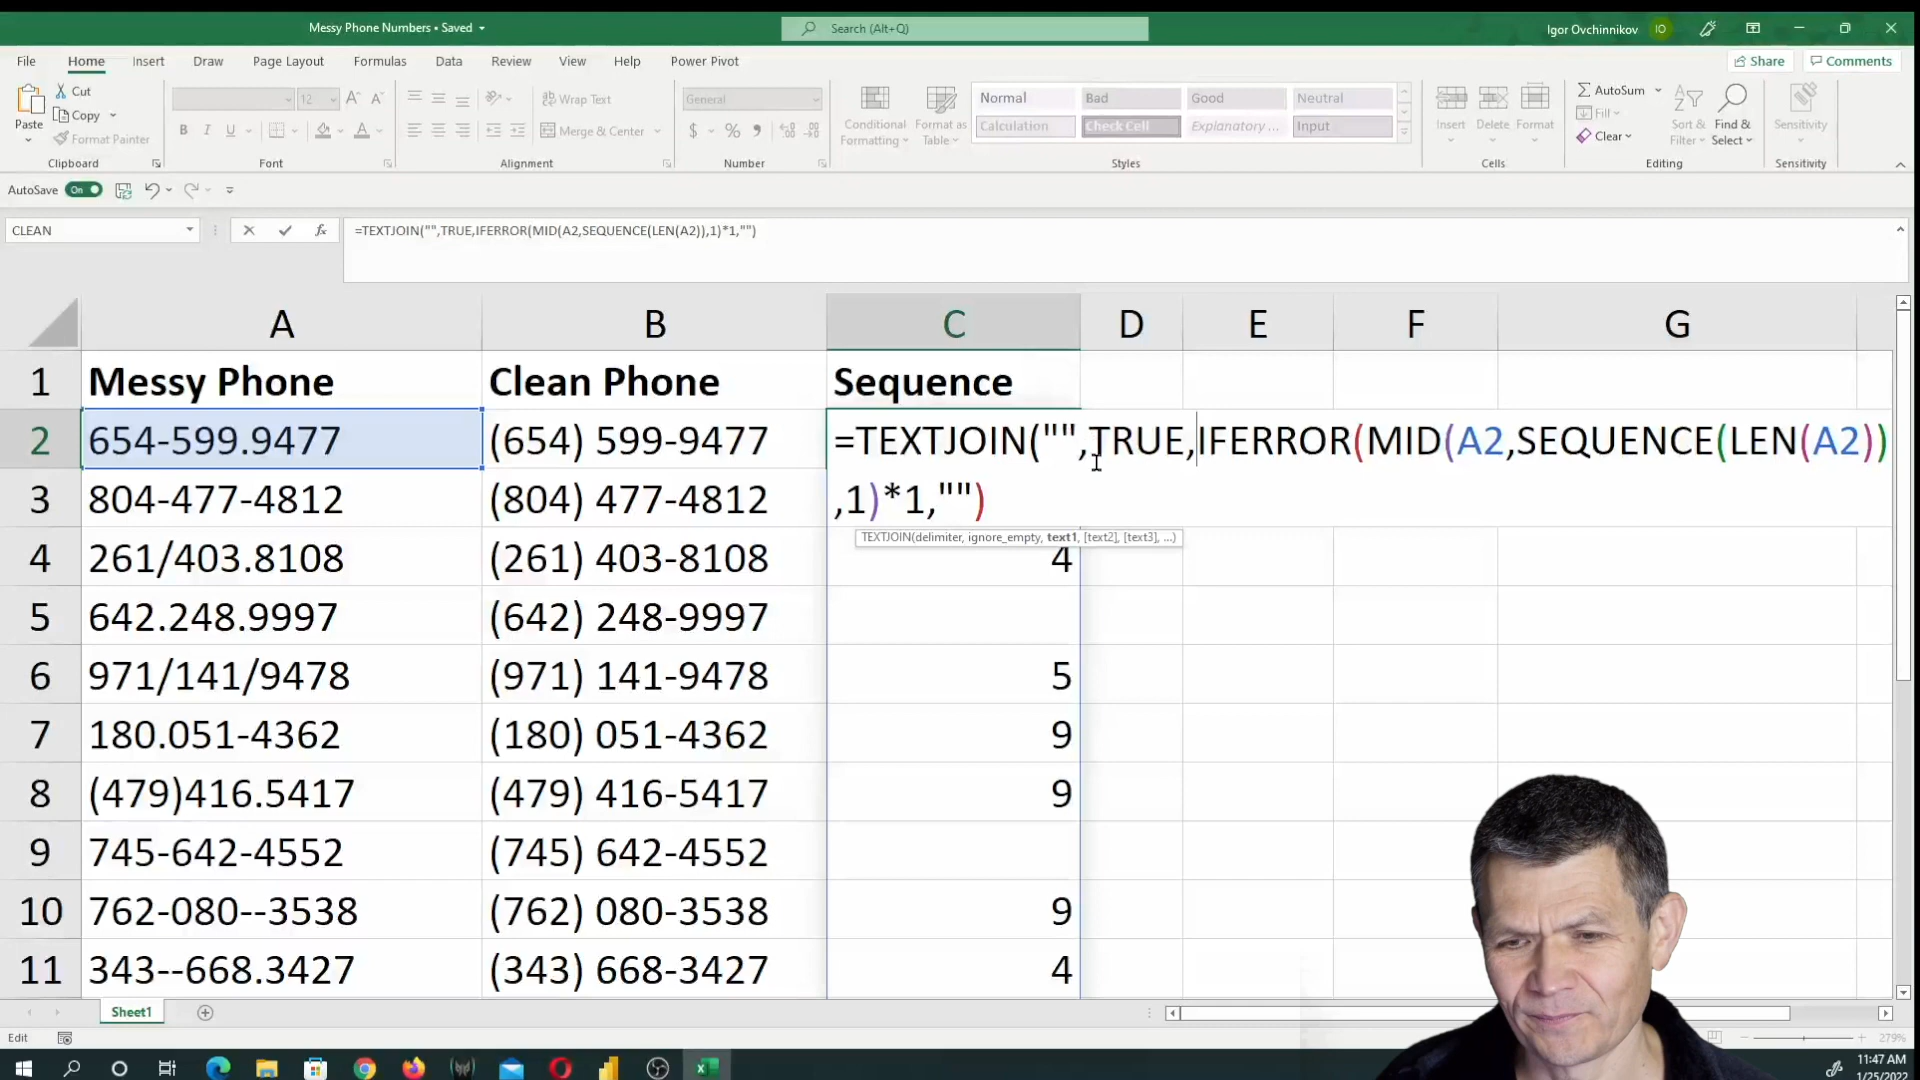 Messy Phone Numbers • Saved
Search (Alt+Q)
Igor Ovchinnikov IO
File Home Insert Draw Page Layout Formulas Data Review View Help Power Pivot
Share Comments
Paste
Cut
Copy
Format Painter
Clipboard
12
Font
Wrap Text
Merge & Center
Alignment
General
Number
Conditional Formatting
Format as Table
Normal Bad Good Neutral
Calculation Check Cell Explanatory ... Input
Styles
Insert Delete Format
Cells
AutoSum
Fill
Clear
Sort & Filter
Find & Select
Editing
Sensitivity
Sensitivity
AutoSave On
CLEAN
=TEXTJOIN("",TRUE,IFERROR(MID(A2,SEQUENCE(LEN(A2)),1)*1,"")
A B C D E F G
1 Messy Phone Clean Phone Sequence
2 654-599.9477 (654) 599-9477 =TEXTJOIN("",TRUE,IFERROR(MID(A2,SEQUENCE(LEN(A2))
,1)*1,"")
3 804-477-4812 (804) 477-4812
TEXTJOIN(delimiter, ignore_empty, text1, [text2], [text3], ...)
4 261/403.8108 (261) 403-8108 4
5 642.248.9997 (642) 248-9997
6 971/141/9478 (971) 141-9478 5
7 180.051-4362 (180) 051-4362 9
8 (479)416.5417 (479) 416-5417 9
9 745-642-4552 (745) 642-4552
10 762-080--3538 (762) 080-3538 9
11 343--668.3427 (343) 668-3427 4
Sheet1
Edit
279%
11:47 AM
1/25/2022